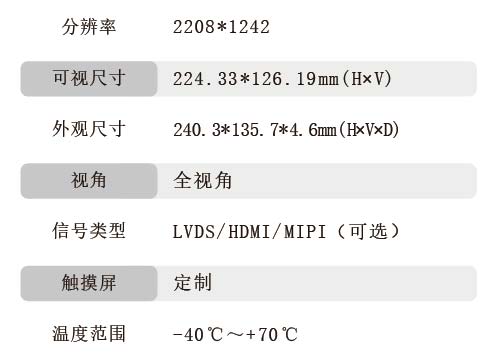 分辨率 2208*1242
可视尺寸 224.33*126.19mm(H×V)
外观尺寸 240.3*135.7*4.6mm(H×V×D)
视角 全视角
信号类型 LVDS/HDMI/MIPI（可选）
触摸屏 定制
温度范围 -40℃～+70℃